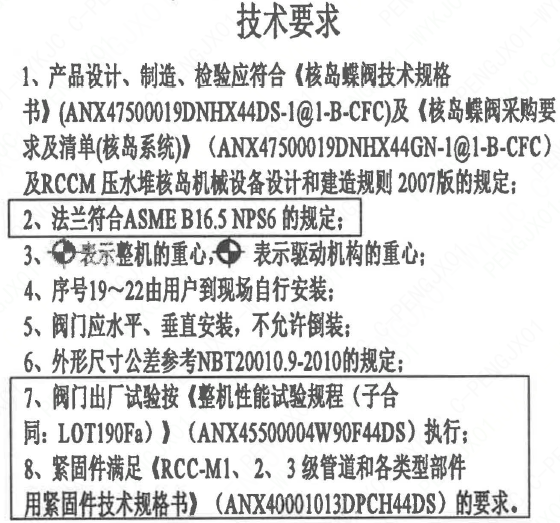 技术要求
1、产品设计、制造、检验应符合《核岛蝶阀技术规格
书》(ANX47500019DNHX44DS-1@1-B-CFC)及《核岛蝶阀采购要
求及清单(核岛系统)》（ANX47500019DNHX44GN-1@1-B-CFC）
及RCCM 压水堆核岛机械设备设计和建造规则 2007版的规定；
2、法兰符合ASME B16.5 NPS6 的规定；
3、表示整机的重心, 表示驱动机构的重心；
4、序号19～22由用户到现场自行安装；
5、阀门应水平、垂直安装，不允许倒装；
6、外形尺寸公差参考NBT20010.9-2010的规定；
7、阀门出厂试验按《整机性能试验规程（子合
同：LOT190Fa）》（ANX45500004W90F44DS）执行；
8、紧固件满足《RCC-M1、2、3 级管道和各类型部件
用紧固件技术规格书》（ANX40001013DPCH44DS）的要求。